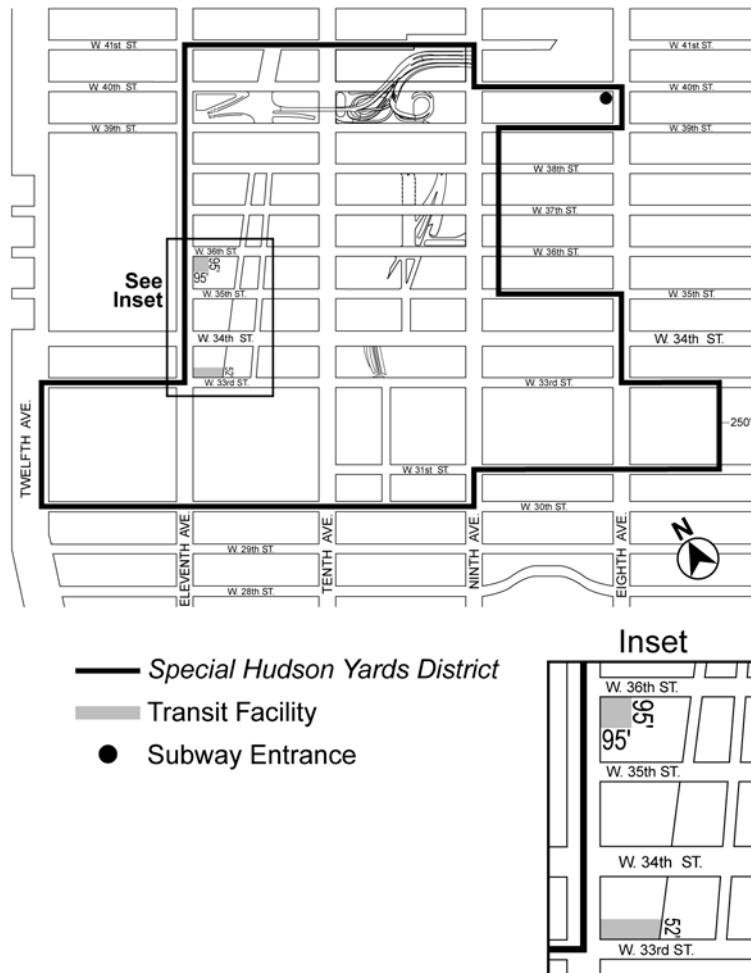 W. 41st ST.
W. 41st ST.
W. 40th ST.
W. 40th ST.
W. 39th ST.
W. 39th ST.
W. 38th ST.
W. 37th ST.
W. 36th ST.
W. 36th ST.
95'
95'
See
Inset
W. 35th ST.
W. 35th ST.
W. 34th ST.
W. 34th ST.
52'
W. 33rd ST.
W. 33rd ST.
TWELFTH AVE.
250'
W. 31st ST.
W. 30th ST.
ELEVENTH AVE.
TENTH AVE.
NINTH AVE.
EIGHTH AVE.
N
W. 29th ST.
W. 28th ST.
Inset
Special Hudson Yards District
Transit Facility
Subway Entrance
W. 36th ST.
95'
95'
W. 35th ST.
W. 34th ST.
52'
W. 33rd ST.